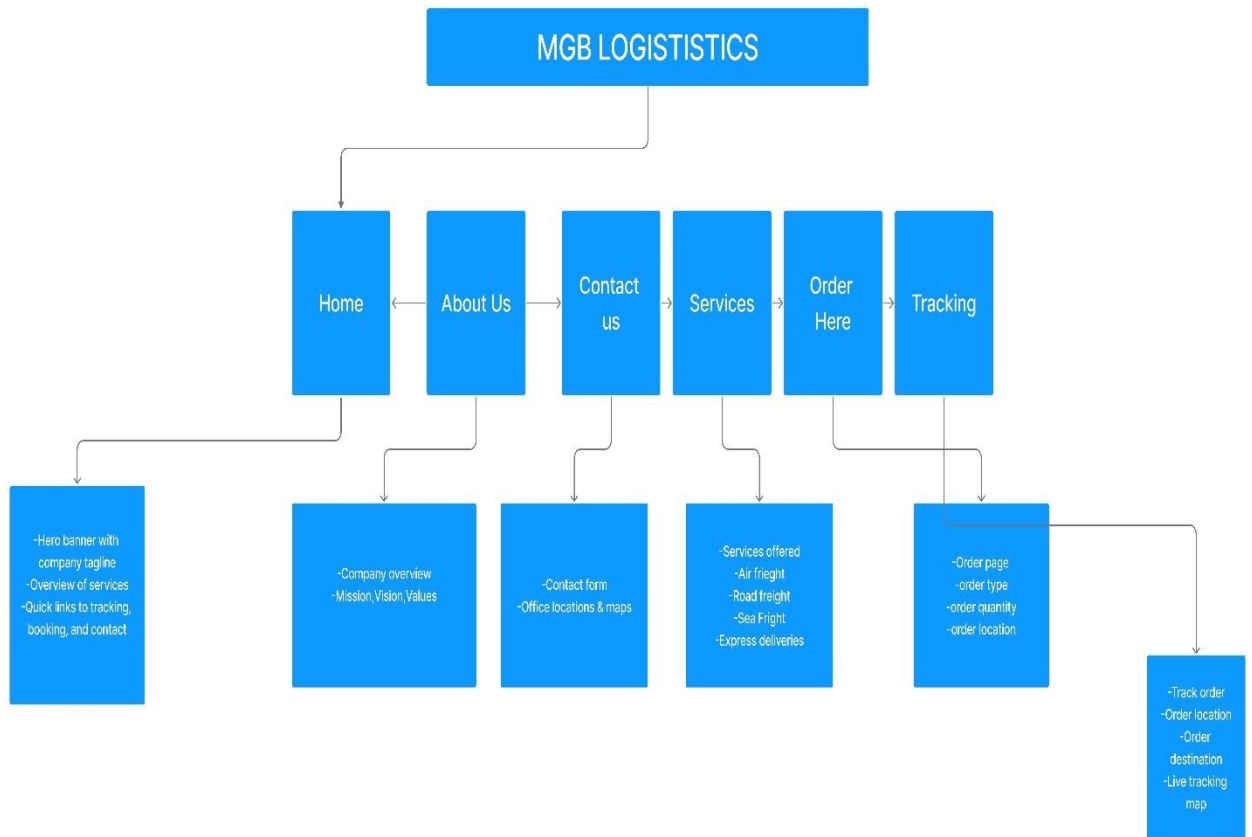 MGB LOGISTISTICS
Home
About Us
Contact
us
Services
Order
Here
Tracking
-Hero banner with
company tagline
-Overview of services
-Quick links to tracking,
booking, and contact
-Company overview
-Mission,Vision,Values
-Contact form
-Office locations & maps
-Services offered
-Air frieght
-Road freight
-Sea Fright
-Express deliveries
-Order page
-order type
-order quantity
-order location
-Track order
-Order location
-Order
destination
-Live tracking
map